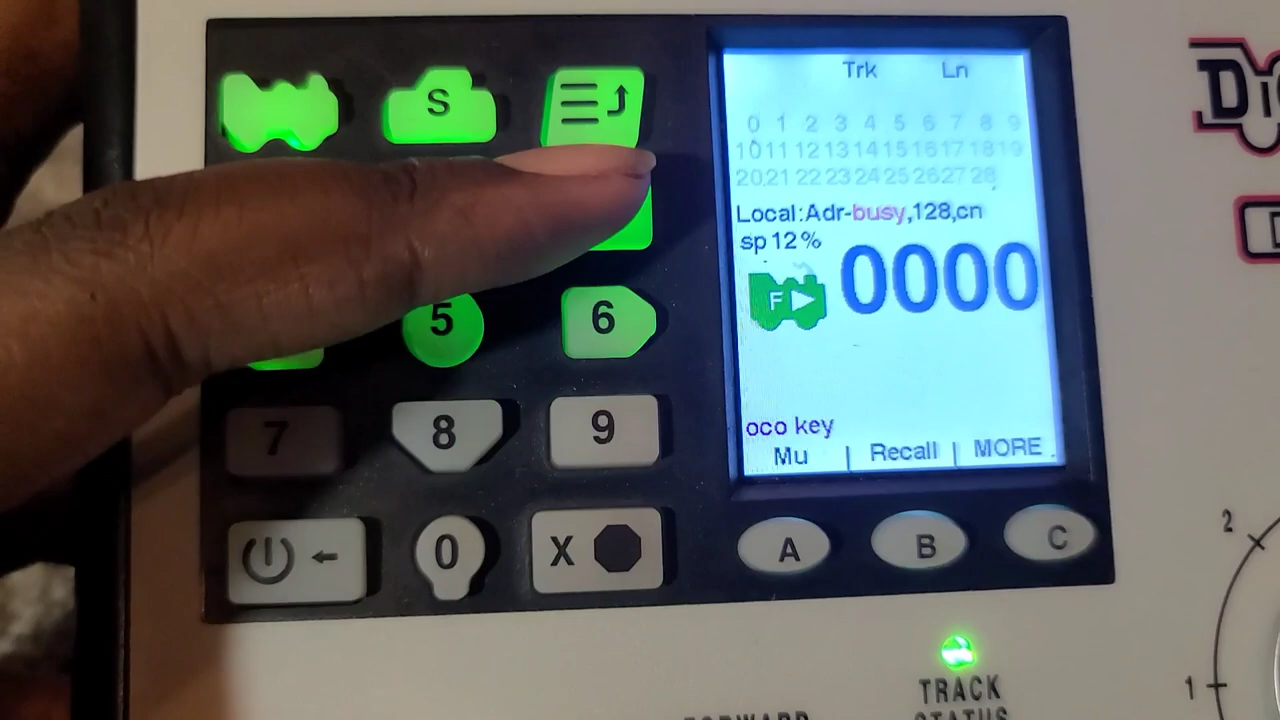 S
5
6
7
8
9
0
X
Trk Ln
0 1 2 3 4 5 6 7 8 9
10 11 12 13 14 15 16 17 18 19
20 21 22 23 24 25 26 27 28
Local:Adr-busy,128,cn
sp 12%
F
0000
oco key
Mu | Recall | MORE
A B C
TRACK
STATUS
FORWARD
2
1